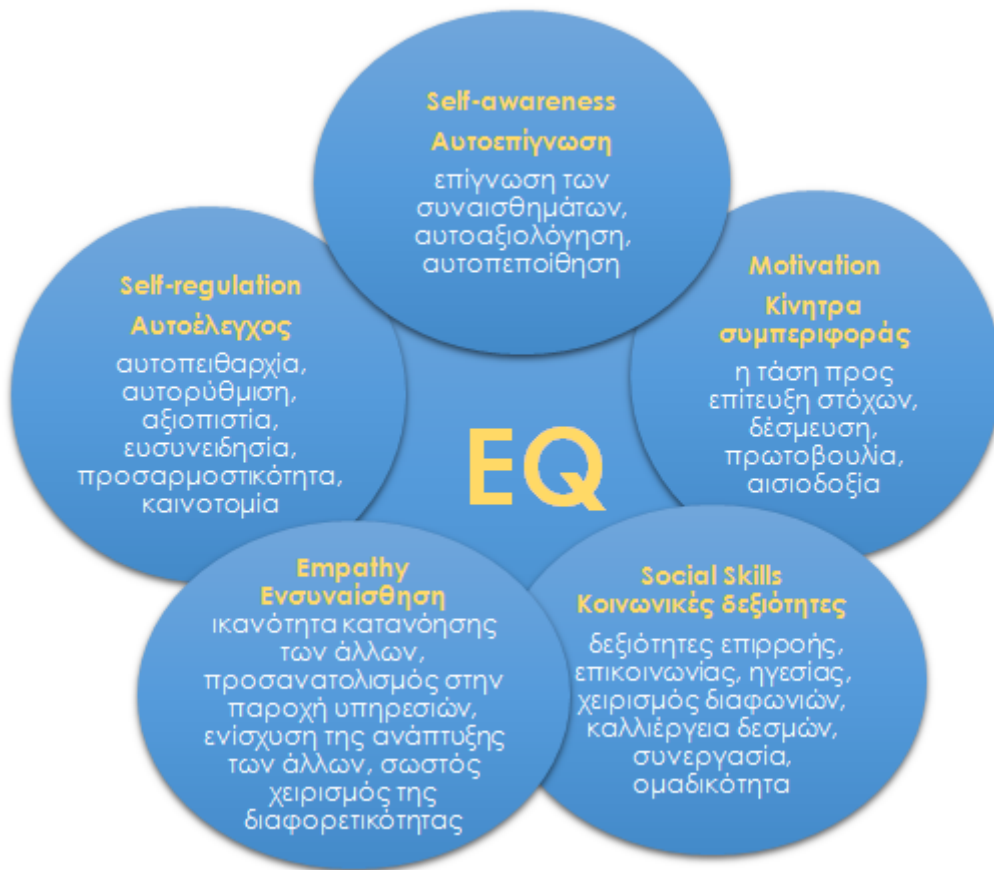 Self-awareness
Αυτοεπίγνωση
επίγνωση των
συναισθημάτων,
αυτοαξιολόγηση,
αυτοπεποίθηση
Self-regulation
Αυτοέλεγχος
αυτοπειθαρχία,
αυτορύθμιση,
αξιοπιστία,
ευσυνειδησία,
προσαρμοστικότητα,
καινοτομία
Motivation
Κίνητρα
συμπεριφοράς
η τάση προς
επίτευξη στόχων,
δέσμευση,
πρωτοβουλία,
αισιοδοξία
EQ
Empathy
Ενσυναίσθηση
ικανότητα κατανόησης
των άλλων,
προσανατολισμός στην
παροχή υπηρεσιών,
ενίσχυση της ανάπτυξης
των άλλων, σωστός
χειρισμός της
διαφορετικότητας
Social Skills
Κοινωνικές δεξιότητες
δεξιότητες επιρροής,
επικοινωνίας, ηγεσίας,
χειρισμός διαφωνιών,
καλλιέργεια δεσμών,
συνεργασία,
ομαδικότητα